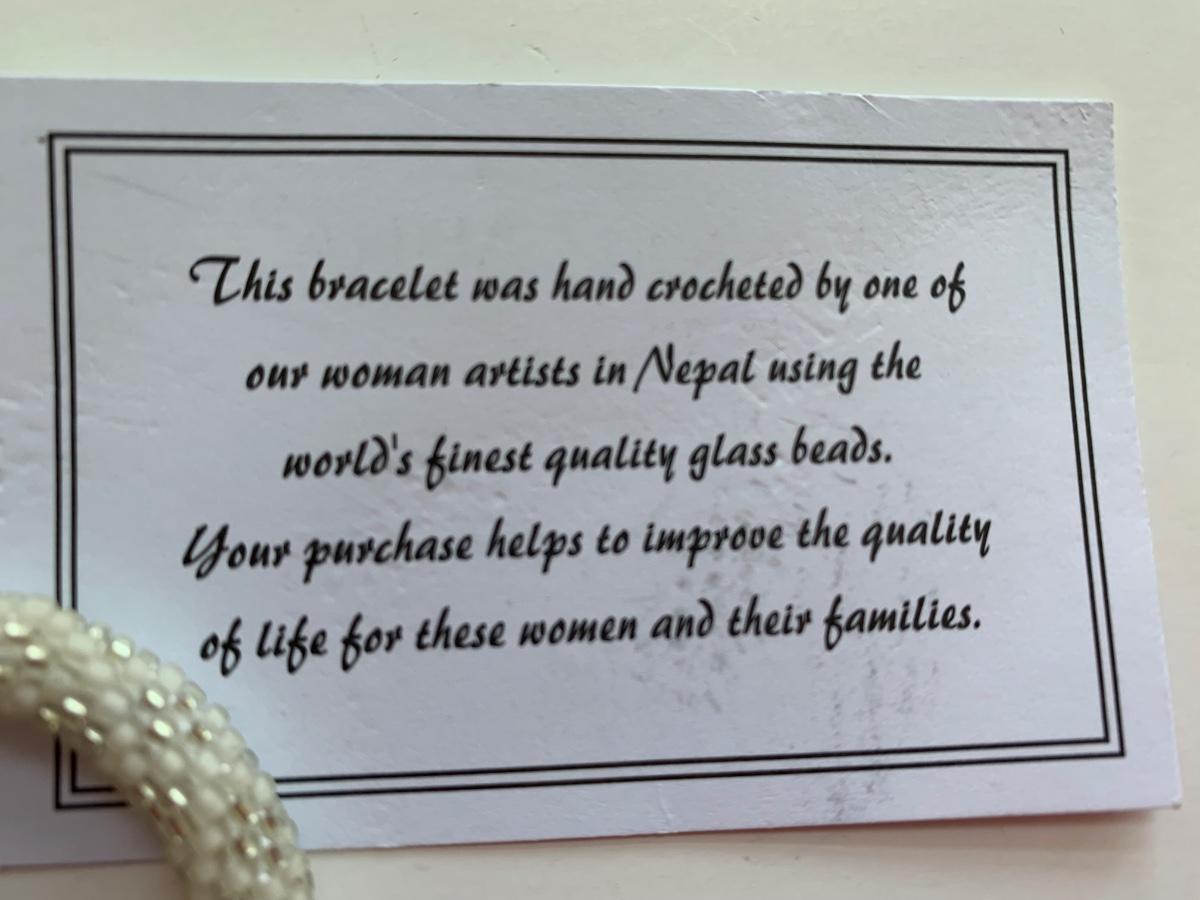 This bracelet was hand crocheted by one of
our woman artists in Nepal using the
world's finest quality glass beads.
Your purchase helps to improve the quality
of life for these women and their families.